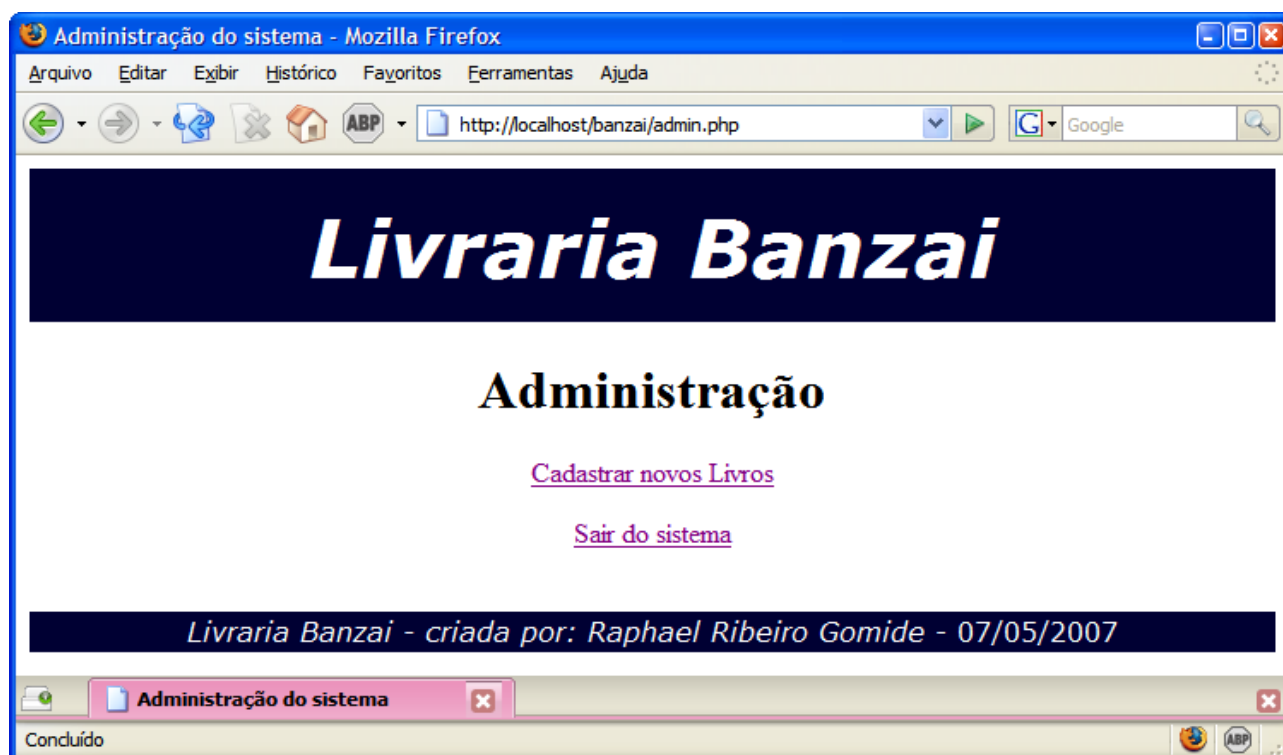 Administração do sistema - Mozilla Firefox
Arquivo Editar Exibir Histórico Favoritos Ferramentas Ajuda
ABP http://localhost/banzai/admin.php G Google
Livraria Banzai
Administração
Cadastrar novos Livros
Sair do sistema
Livraria Banzai - criada por: Raphael Ribeiro Gomide - 07/05/2007
Administração do sistema
Concluído ABP